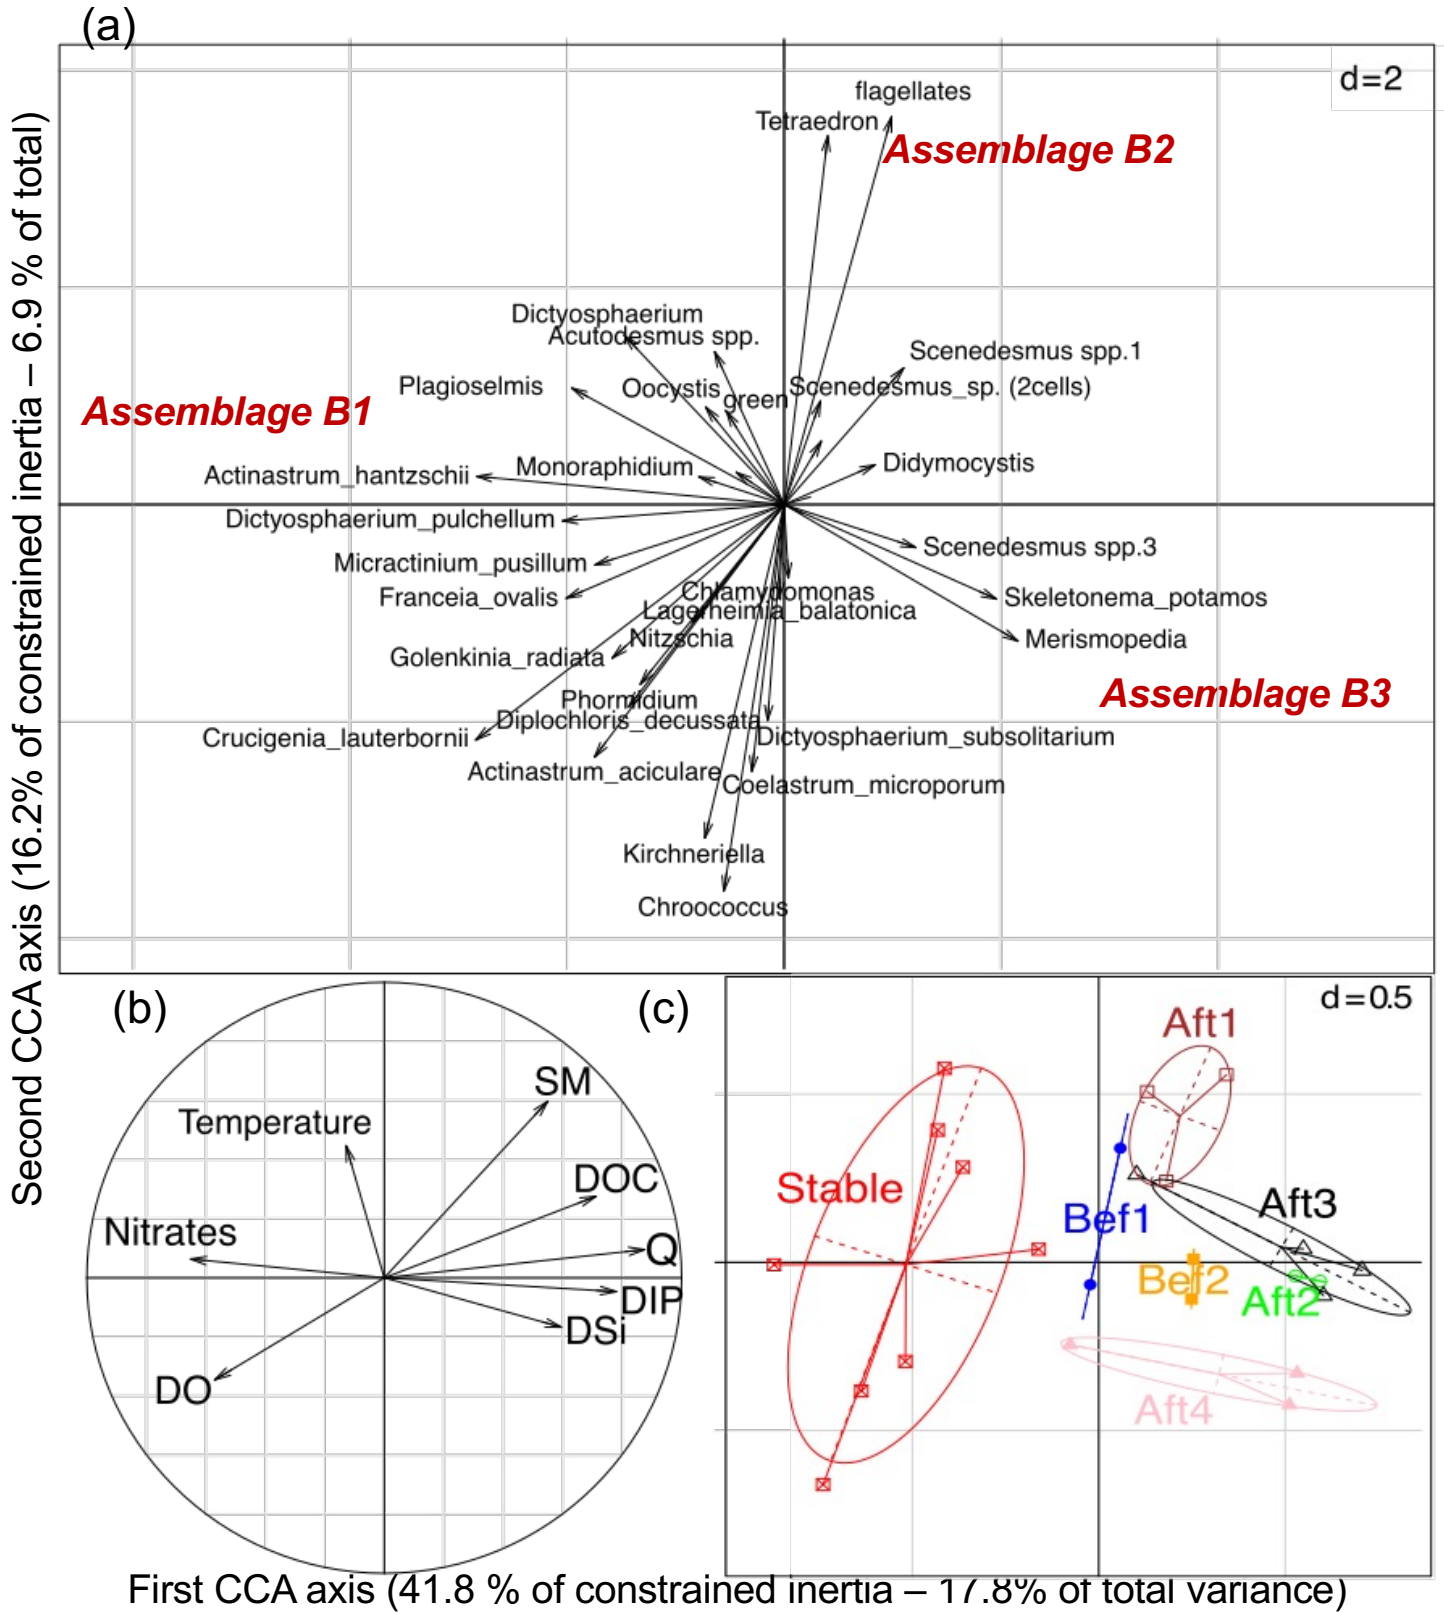 (a)
d=2
flagellates
Tetraedron
Assemblage B2
Dictyosphaerium
Acutodesmus spp.
Scenedesmus spp.1
Plagioselmis
Oocystis
green
Scenedesmus_sp. (2cells)
Assemblage B1
Actinastrum_hantzschii
Monoraphidium
Didymocystis
Dictyosphaerium_pulchellum
Micractinium_pusillum
Scenedesmus spp.3
Franceia_ovalis
Chlamydomonas
Skeletonema_potamos
Lagerheimia_balatonica
Nitzschia
Merismopedia
Golenkinia_radiata
Assemblage B3
Phormidium
Diplochloris_decussata
Crucigenia_lauterbornii
Dictyosphaerium_subsolitarium
Actinastrum_aciculare
Coelastrum_microporum
Kirchneriella
Chroococcus
Second CCA axis (16.2% of constrained inertia – 6.9 % of total)
(b)
SM
Temperature
DOC
Nitrates
Q
DIP
DSi
DO
(c)
d=0.5
Aft1
Stable
Aft3
Bef1
Bef2
Aft2
Aft4
First CCA axis (41.8 % of constrained inertia – 17.8% of total variance)